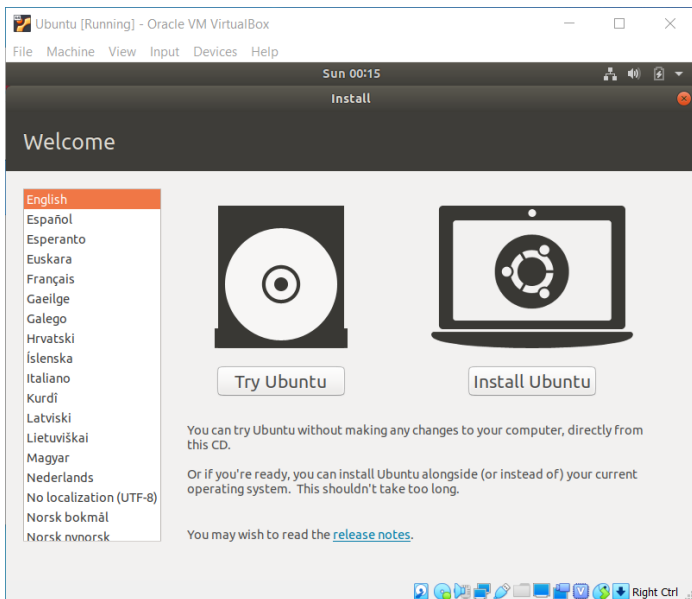 Ubuntu [Running] - Oracle VM VirtualBox
File Machine View Input Devices Help
Sun 00:15
Install
Welcome
English
Español
Esperanto
Euskara
Français
Gaeilge
Galego
Hrvatski
Íslenska
Italiano
Kurdî
Latviski
Lietuviškai
Magyar
Nederlands
No localization (UTF-8)
Norsk bokmål
Norsk nynorsk
Try Ubuntu
Install Ubuntu
You can try Ubuntu without making any changes to your computer, directly from
this CD.
Or if you're ready, you can install Ubuntu alongside (or instead of) your current
operating system. This shouldn't take too long.
You may wish to read the release notes.
Right Ctrl